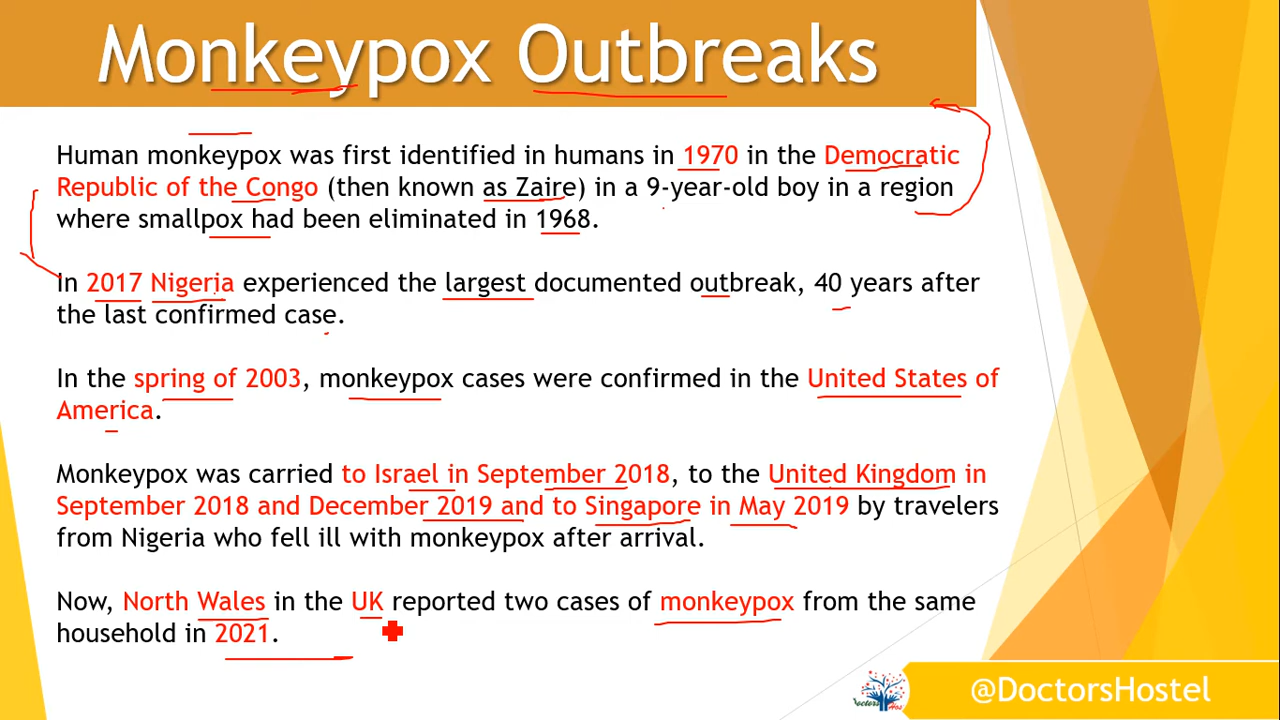 Monkeypox Outbreaks
Human monkeypox was first identified in humans in 1970 in the Democratic
Republic of the Congo (then known as Zaire) in a 9-year-old boy in a region
where smallpox had been eliminated in 1968.
In 2017 Nigeria experienced the largest documented outbreak, 40 years after
the last confirmed case.
In the spring of 2003, monkeypox cases were confirmed in the United States of
America.
Monkeypox was carried to Israel in September 2018, to the United Kingdom in
September 2018 and December 2019 and to Singapore in May 2019 by travelers
from Nigeria who fell ill with monkeypox after arrival.
Now, North Wales in the UK reported two cases of monkeypox from the same
household in 2021.
@DoctorsHostel